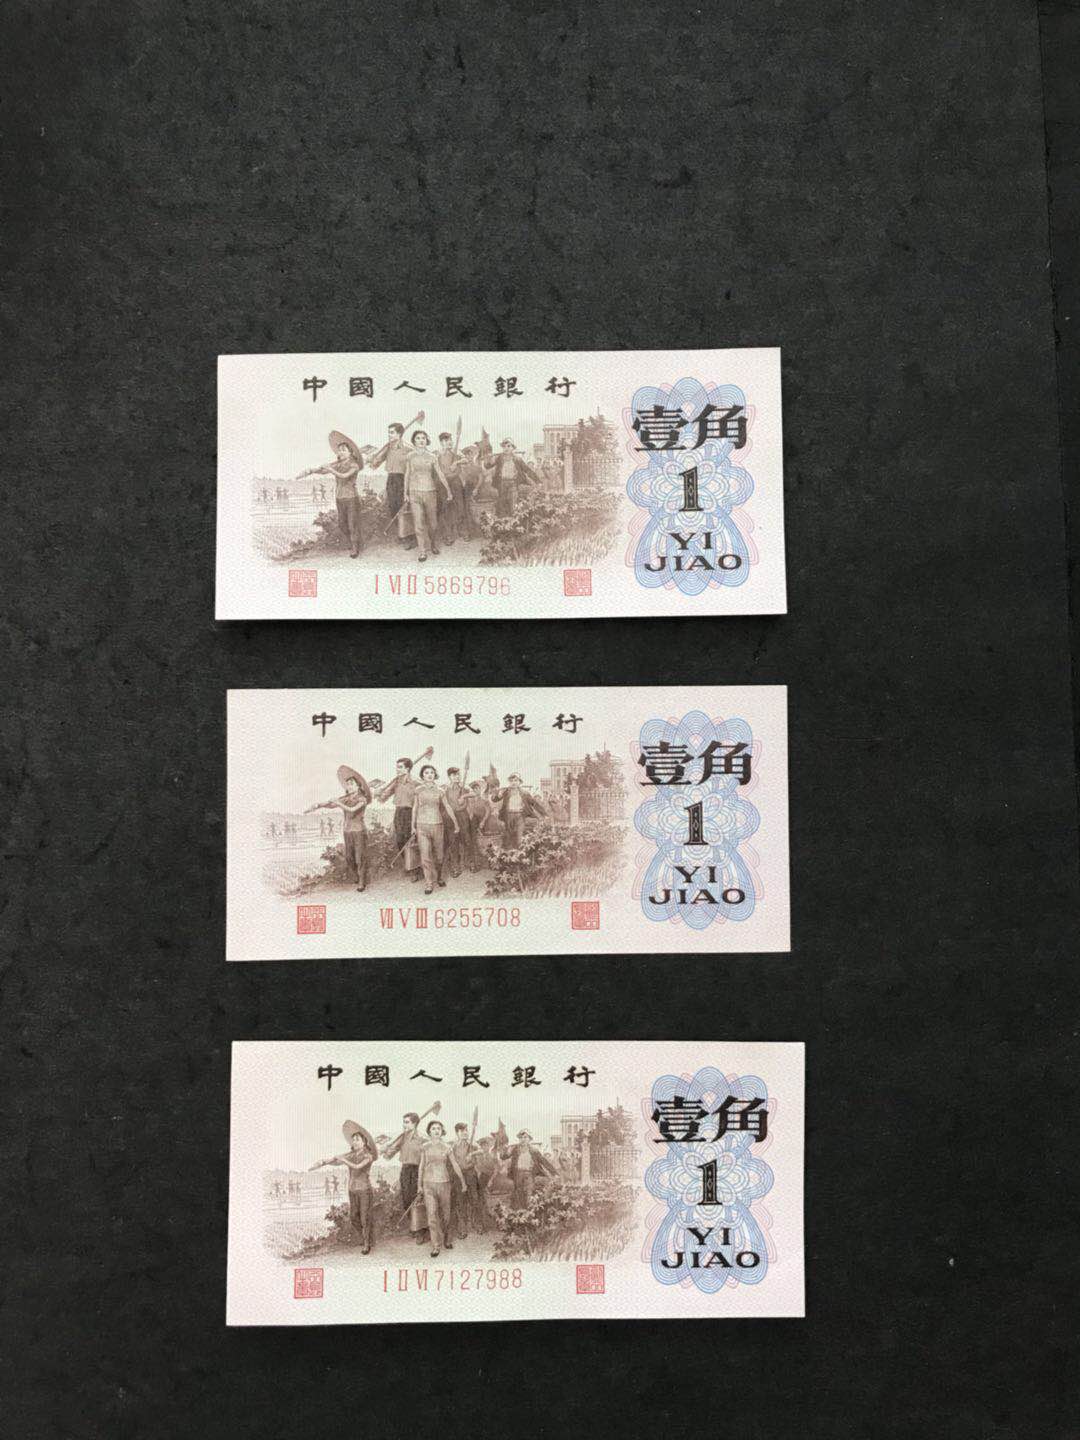 中國人民銀行
壹角
1
YI
JIAO
Ⅰ Ⅵ Ⅱ 5869796
中國人民銀行
壹角
1
YI
JIAO
Ⅶ Ⅴ Ⅲ 6255708
中國人民銀行
壹角
1
YI
JIAO
Ⅰ Ⅱ Ⅵ 7127988